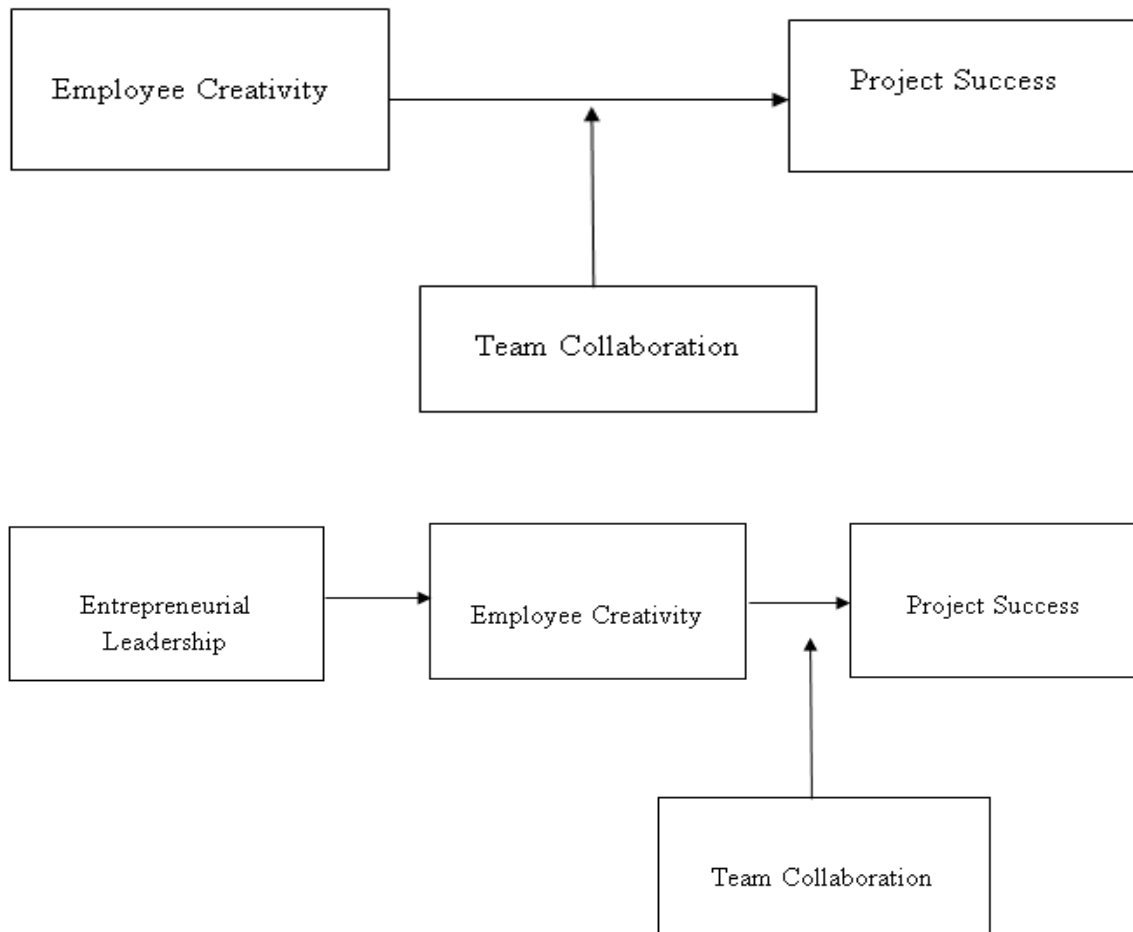 Employee Creativity
Project Success
Team Collaboration
Entrepreneurial
Leadership
Employee Creativity
Project Success
Team Collaboration